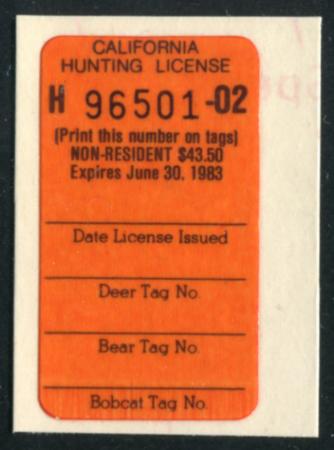 CALIFORNIA
HUNTING LICENSE
H 96501-02
(Print this number on tags)
NON-RESIDENT $43.50
Expires June 30, 1983
Date License Issued
Deer Tag No.
Bear Tag No.
Bobcat Tag No.